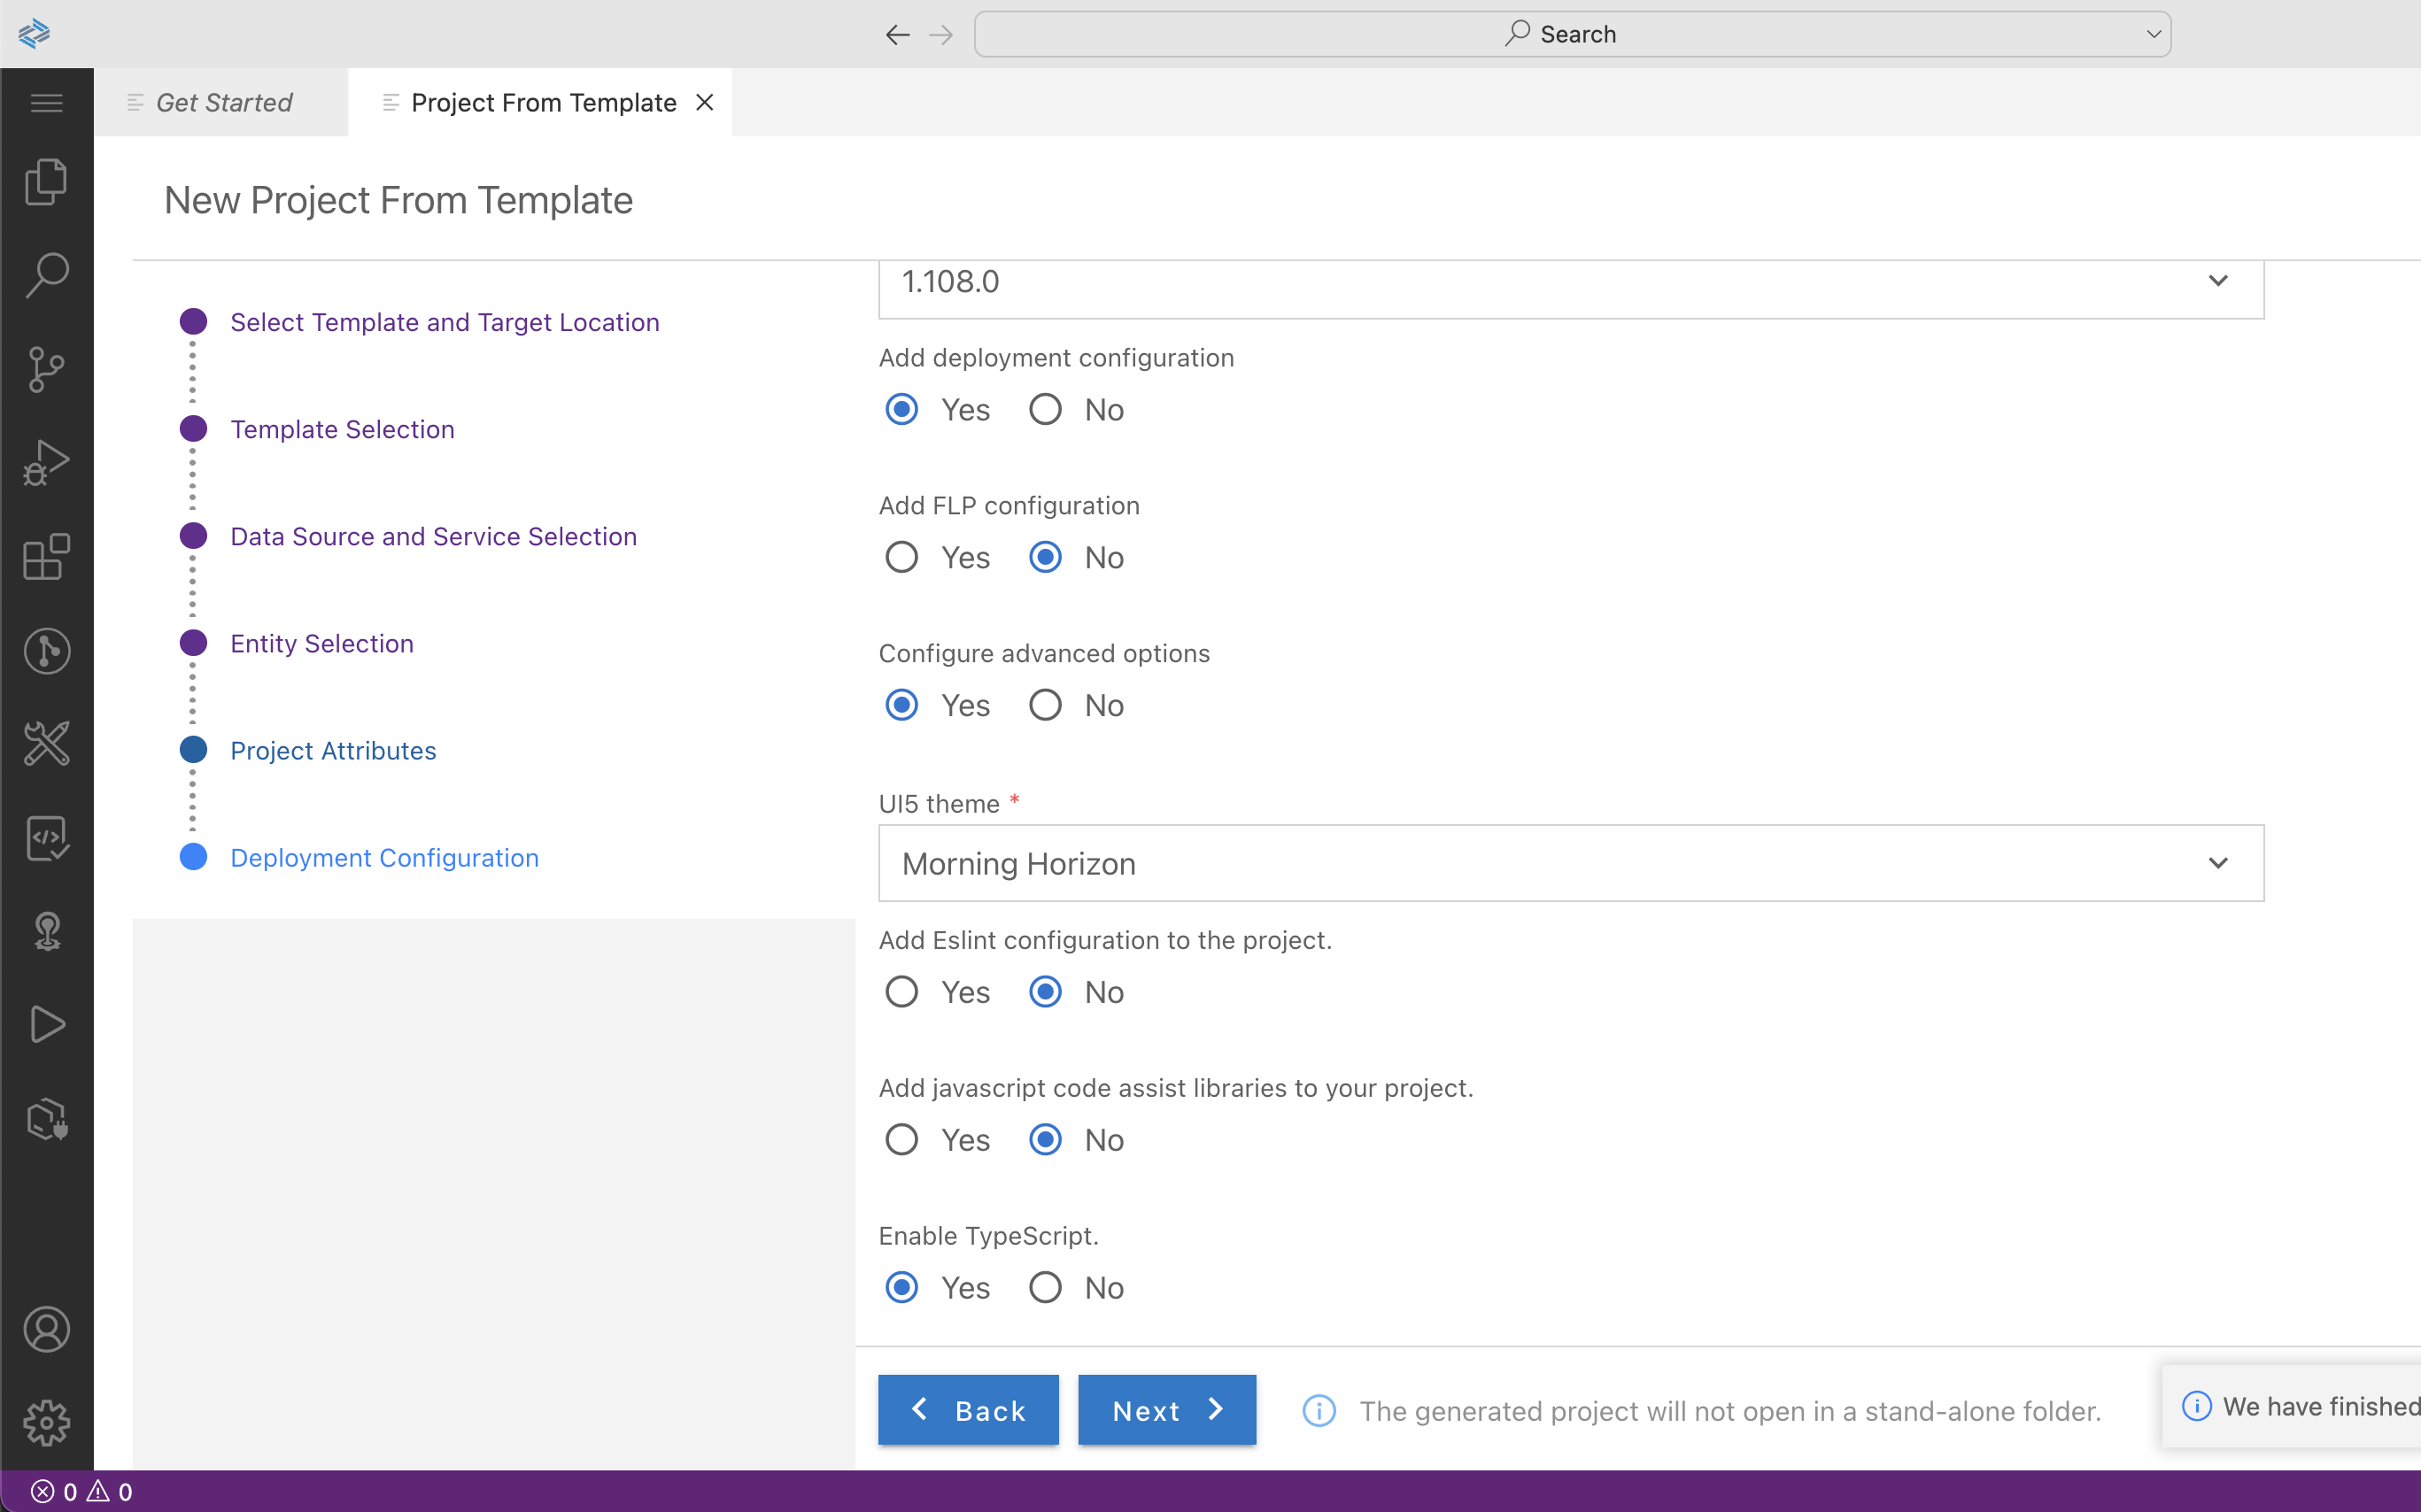 Search
Get Started
Project From Template
New Project From Template
Select Template and Target Location
Template Selection
Data Source and Service Selection
Entity Selection
Project Attributes
Deployment Configuration
1.108.0
Add deployment configuration
Yes No
Add FLP configuration
Yes No
Configure advanced options
Yes No
UI5 theme *
Morning Horizon
Add Eslint configuration to the project.
Yes No
Add javascript code assist libraries to your project.
Yes No
Enable TypeScript.
Yes No
Back
Next
The generated project will not open in a stand-alone folder.
We have finished
0 0